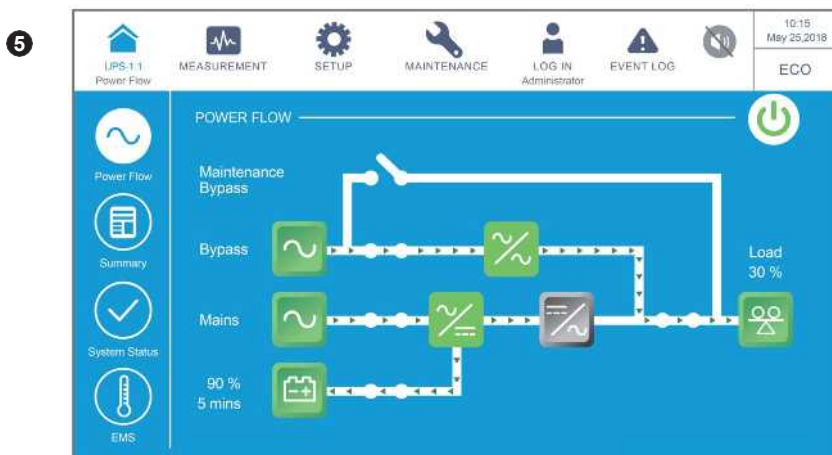 5
10:15
May 25,2018
UPS-1.1
Power Flow
MEASUREMENT
SETUP
MAINTENANCE
LOG IN
Administrator
EVENT LOG
ECO
POWER FLOW
Power Flow
Maintenance
Bypass
Summary
Bypass
Load
30 %
Mains
System Status
90 %
5 mins
EMS